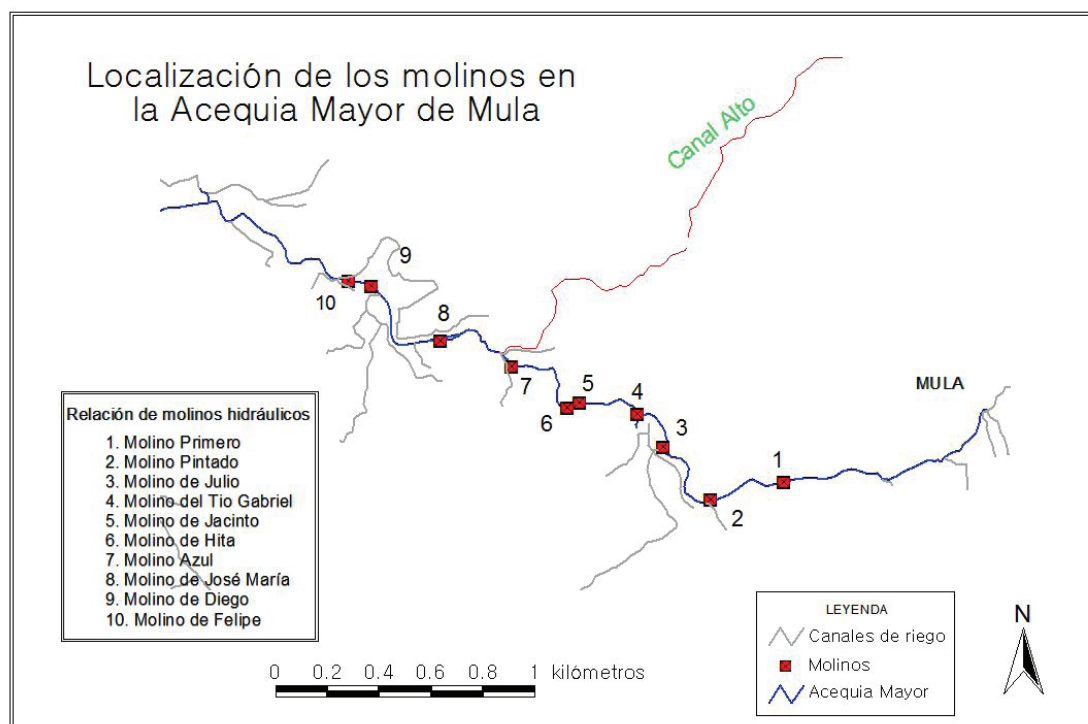 Localización de los molinos en
la Acequia Mayor de Mula
Canal Alto
9
10
8
7
5
6
4
3
MULA
1
2
Relación de molinos hidráulicos
1. Molino Primero
2. Molino Pintado
3. Molino de Julio
4. Molino del Tio Gabriel
5. Molino de Jacinto
6. Molino de Hita
7. Molino Azul
8. Molino de José María
9. Molino de Diego
10. Molino de Felipe
0 0.2 0.4 0.6 0.8 1 kilómetros
LEYENDA
Canales de riego
Molinos
Acequia Mayor
N